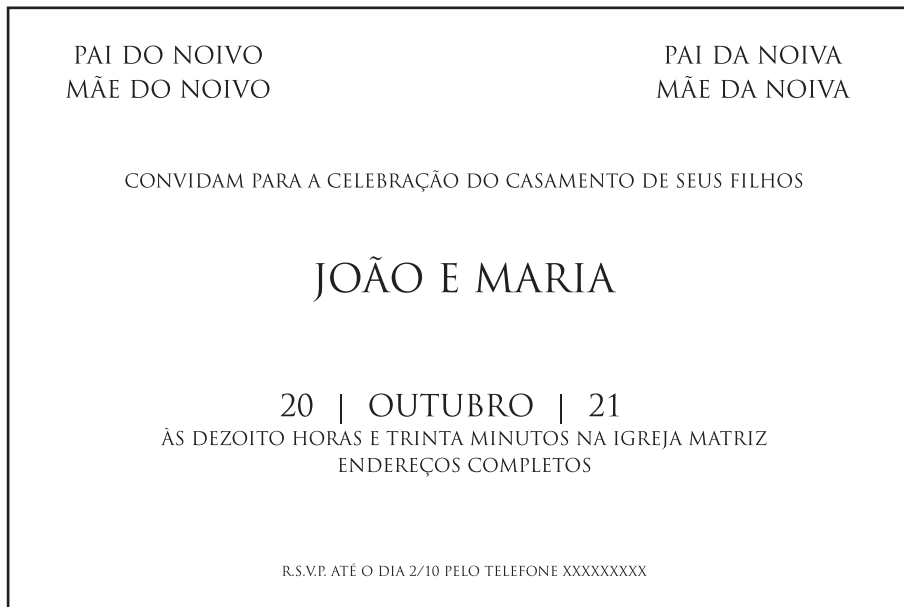 PAI DO NOIVO
MÃE DO NOIVO
PAI DA NOIVA
MÃE DA NOIVA
CONVIDAM PARA A CELEBRAÇÃO DO CASAMENTO DE SEUS FILHOS
JOÃO E MARIA
20 | OUTUBRO | 21
ÀS DEZOITO HORAS E TRINTA MINUTOS NA IGREJA MATRIZ
ENDEREÇOS COMPLETOS
R.S.V.P. ATÉ O DIA 2/10 PELO TELEFONE XXXXXXXXX